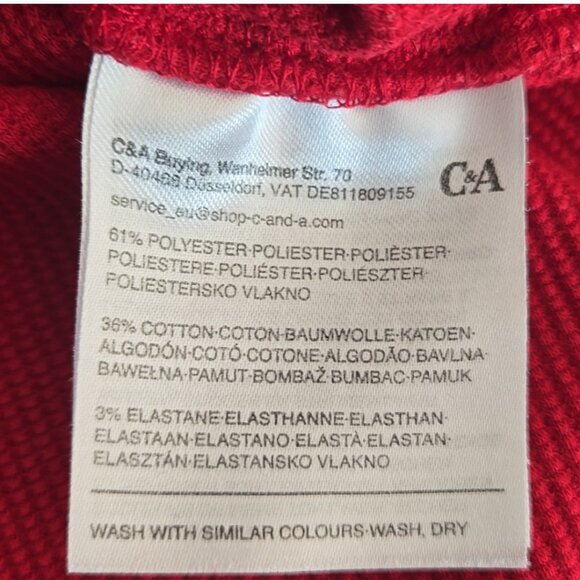 C&A Buying, Wanheimer Str. 70
D-40468 Düsseldorf, VAT DE811809155
C&A
service_eu@shop-c-and-a.com
61% POLYESTER·POLIESTER·POLIÈSTER·
POLIESTERE·POLIÉSTER·POLIÉSZTER·
POLIESTERSKO VLAKNO
36% COTTON·COTON·BAUMWOLLE·KATOEN·
ALGODÓN·COTÓ·COTONE·ALGODÃO·BAVLNA·
BAWEŁNA·PAMUT·BOMBAŽ·BUMBAC·PAMUK
3% ELASTANE·ELASTHANNE·ELASTHAN·
ELASTAAN·ELASTANO·ELASTÀ·ELASTAN·
ELASZTÁN·ELASTANSKO VLAKNO
WASH WITH SIMILAR COLOURS·WASH, DRY